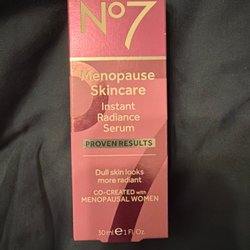 No7
Menopause
Skincare
Instant
Radiance
Serum
PROVEN RESULTS
Dull skin looks
more radiant
CO-CREATED with
MENOPAUSAL WOMEN
30ml ℮ 1 Fl. Oz.